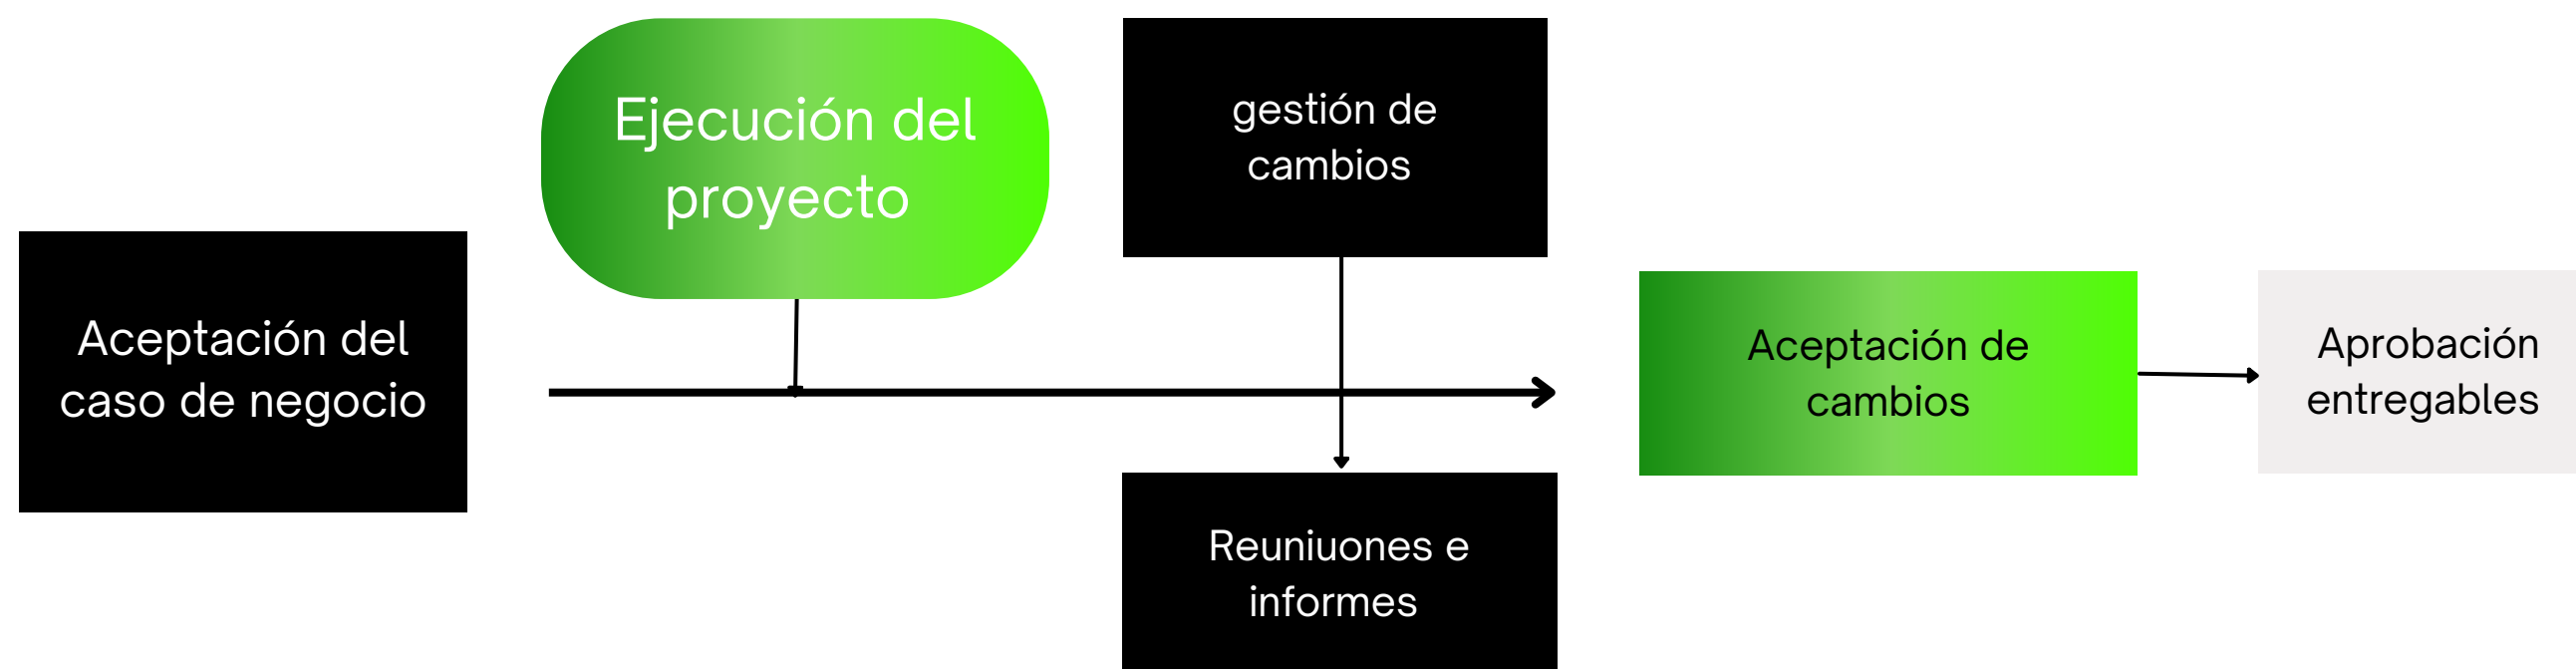 Aceptación del
caso de negocio
Ejecución del
proyecto
gestión de
cambios
Reuniuones e
informes
Aceptación de
cambios
Aprobación
entregables